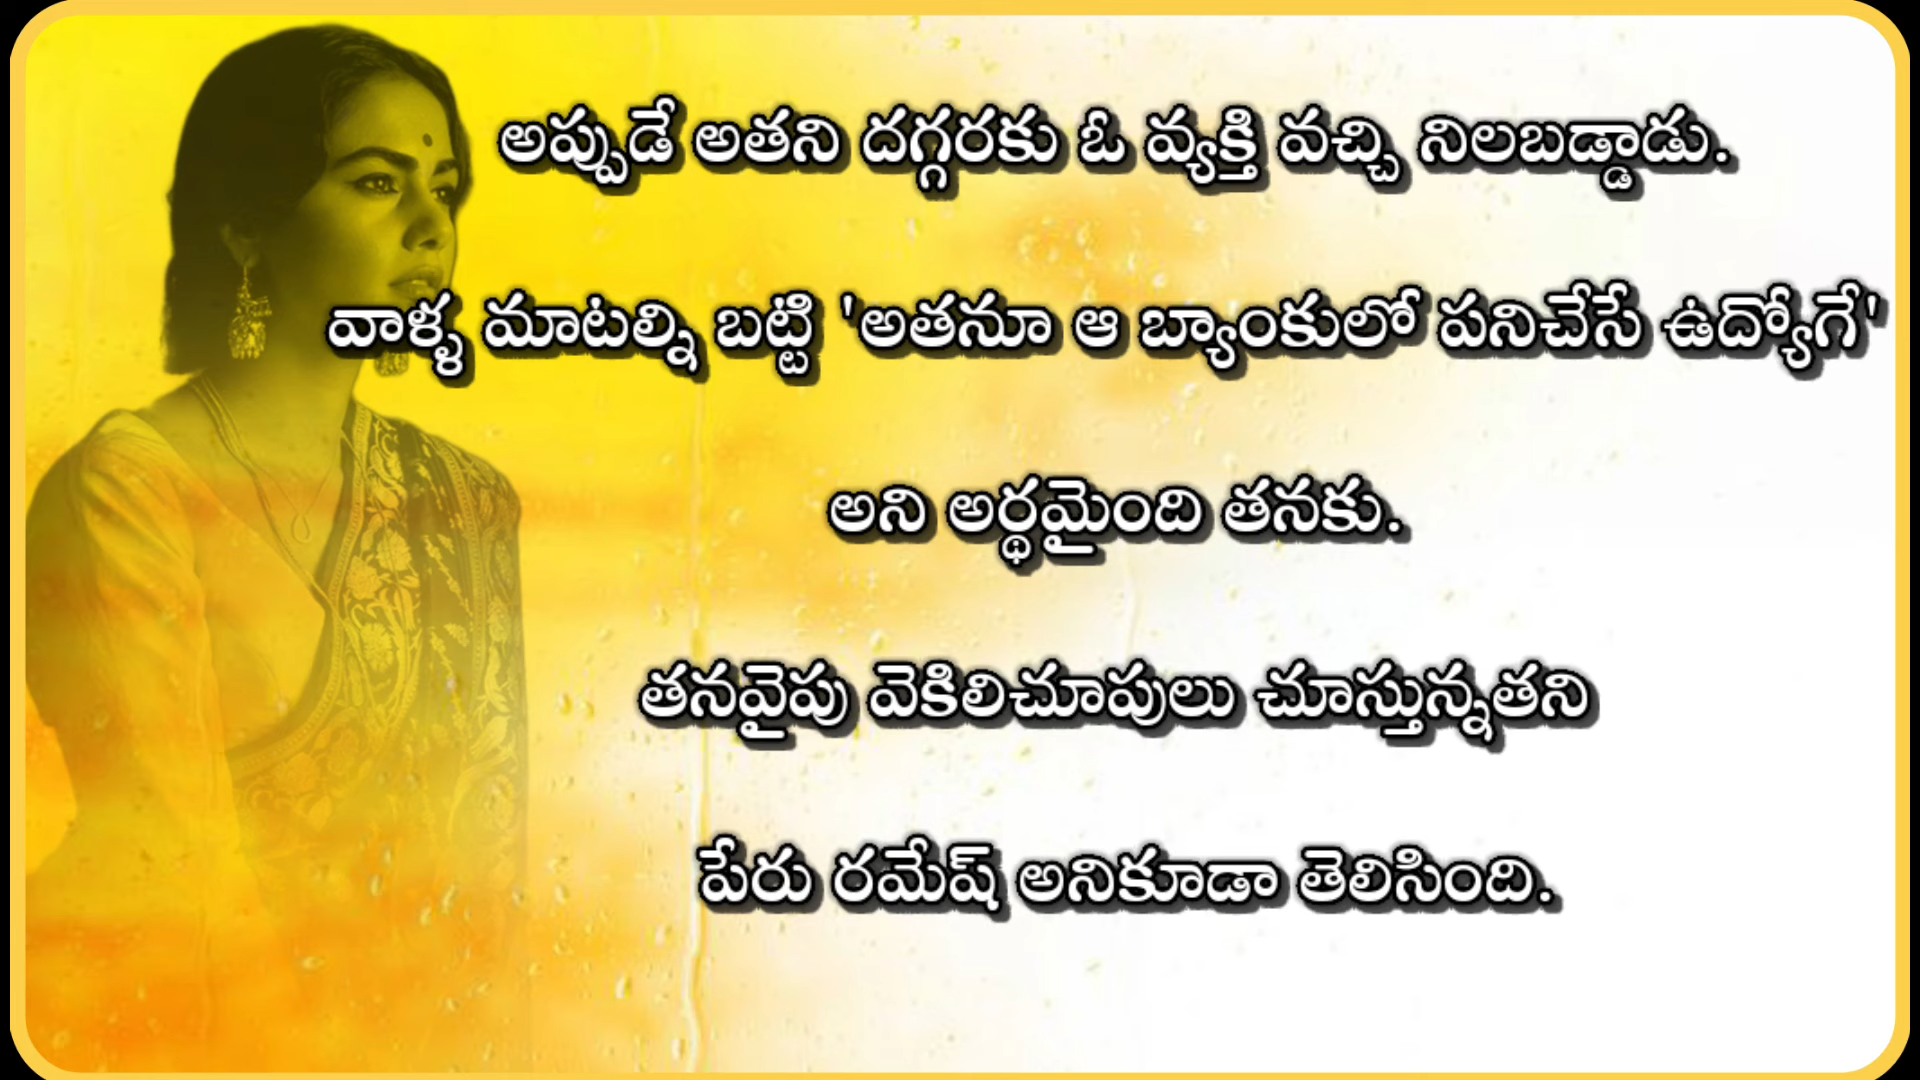 అప్పుడే అతని దగ్గరకు ఓ వ్యక్తి వచ్చి నిలబడ్డాడు.
వాళ్ళ మాటల్ని బట్టి 'అతనూ ఆ బ్యాంకులో పనిచేసే ఉద్యోగే'
అని అర్థమైంది తనకు.
తనవైపు వెకిలిచూపులు చూస్తున్నతని
పేరు రమేష్ అనికూడా తెలిసింది.